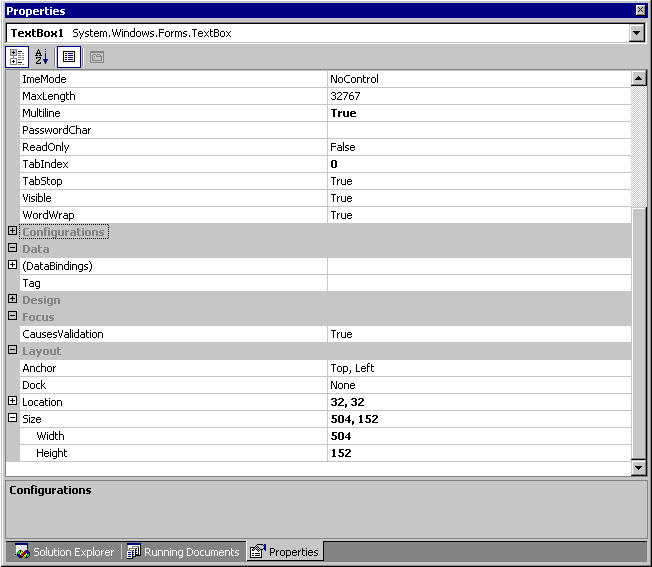 Properties
TextBox1 System.Windows.Forms.TextBox
ImeMode NoControl
MaxLength 32767
Multiline True
PasswordChar
ReadOnly False
TabIndex 0
TabStop True
Visible True
WordWrap True
Configurations
Data
(DataBindings)
Tag
Design
Focus
CausesValidation True
Layout
Anchor Top, Left
Dock None
Location 32, 32
Size 504, 152
Width 504
Height 152
Configurations
Solution Explorer Running Documents Properties